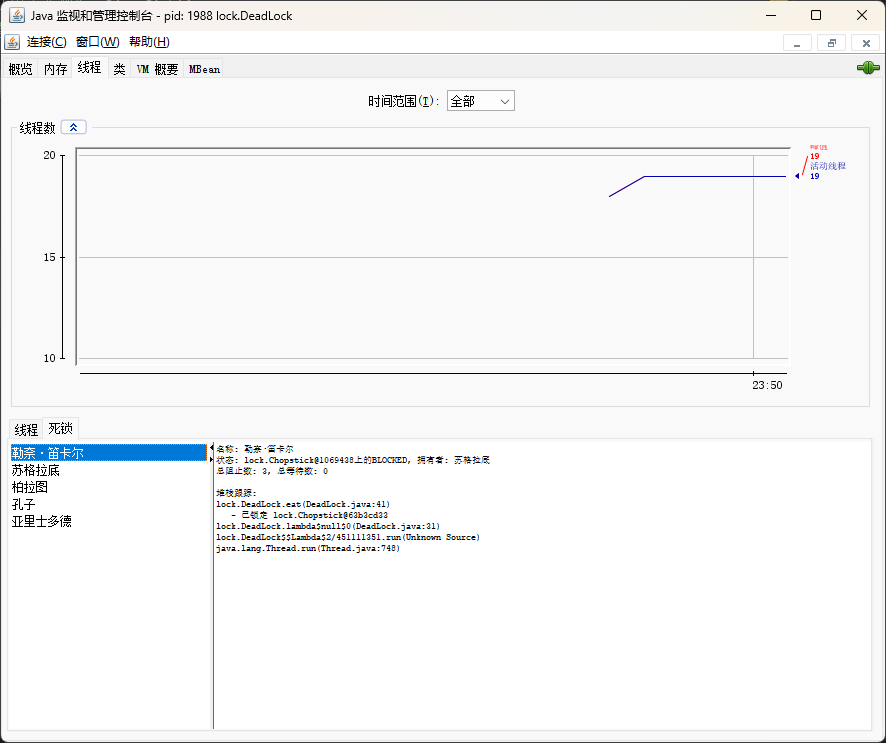 Java 监视和管理控制台 - pid: 1988 lock.DeadLock
连接(C) 窗口(W) 帮助(H)
概览 内存 线程 类 VM 概要 MBean
时间范围(T): 全部
线程数
20
15
10
23:50
19
活动线程
19
线程 死锁
勒奈·笛卡尔
苏格拉底
柏拉图
孔子
亚里士多德
名称: 勒奈·笛卡尔
状态: lock.Chopstick@1069438上的BLOCKED, 拥有者: 苏格拉底
总阻止数: 3, 总等待数: 0
堆栈跟踪:
lock.DeadLock.eat(DeadLock.java:41)
- 已锁定 lock.Chopstick@63b3cd33
lock.DeadLock.lambda$null$0(DeadLock.java:31)
lock.DeadLock$$Lambda$2/451111351.run(Unknown Source)
java.lang.Thread.run(Thread.java:748)